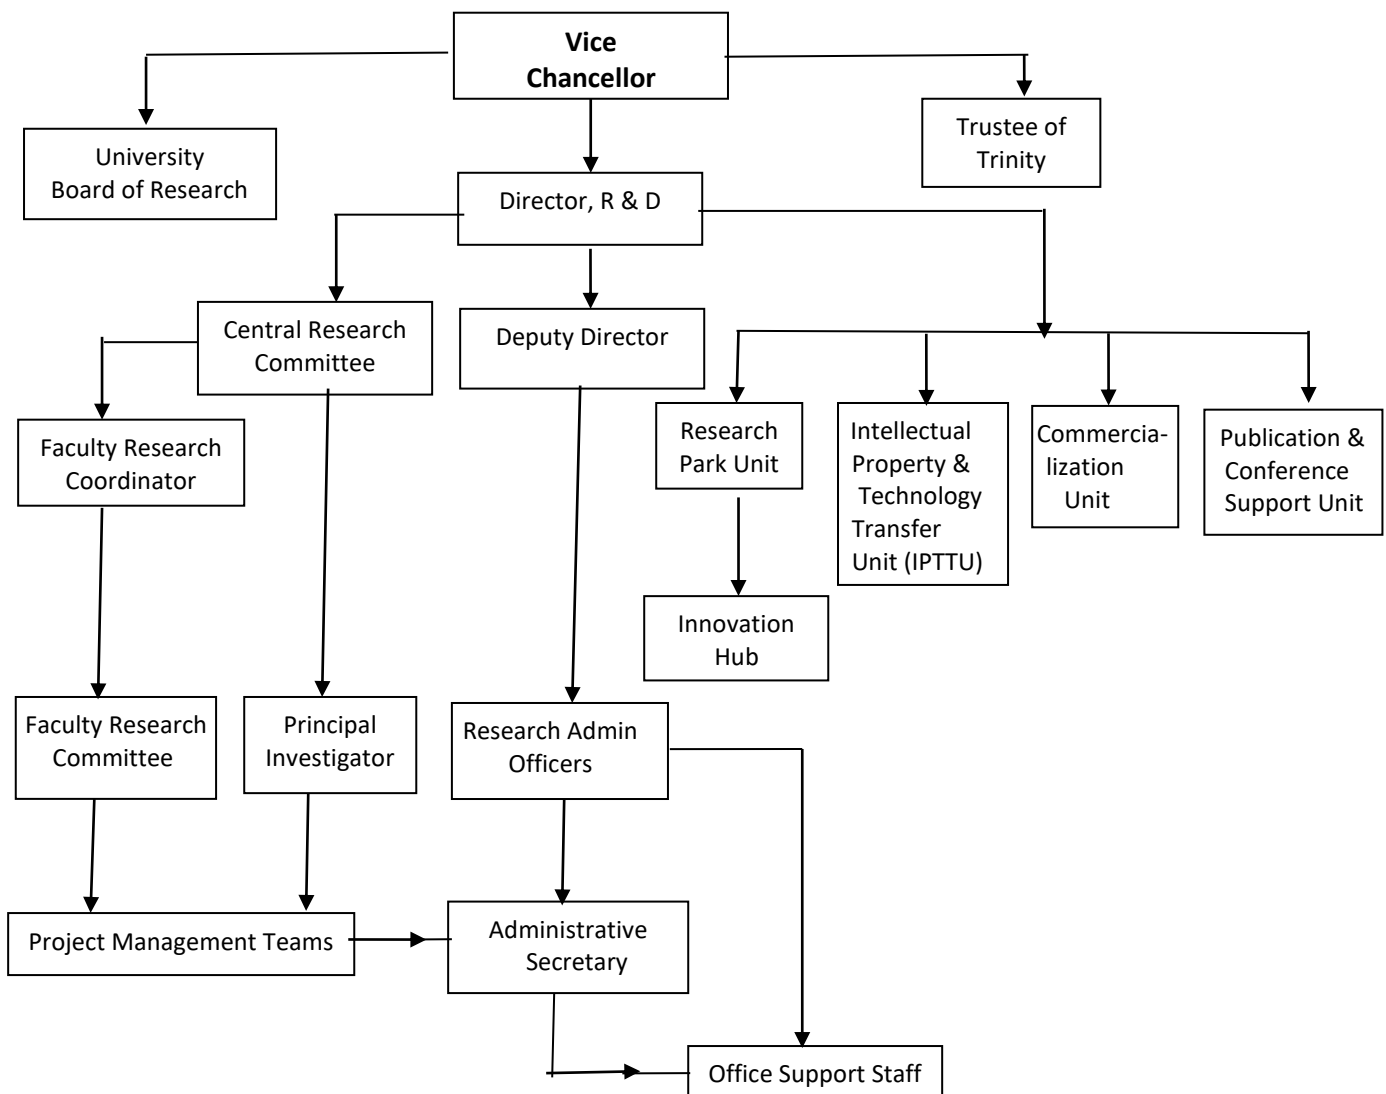 Vice
Chancellor
University
Board of Research
Trustee of
Trinity
Director, R & D
Central Research
Committee
Deputy Director
Faculty Research
Coordinator
Research
Park Unit
Intellectual
Property &
Technology
Transfer
Unit (IPTTU)
Commercia-
lization
Unit
Publication &
Conference
Support Unit
Innovation
Hub
Faculty Research
Committee
Principal
Investigator
Research Admin
Officers
Project Management Teams
Administrative
Secretary
Office Support Staff